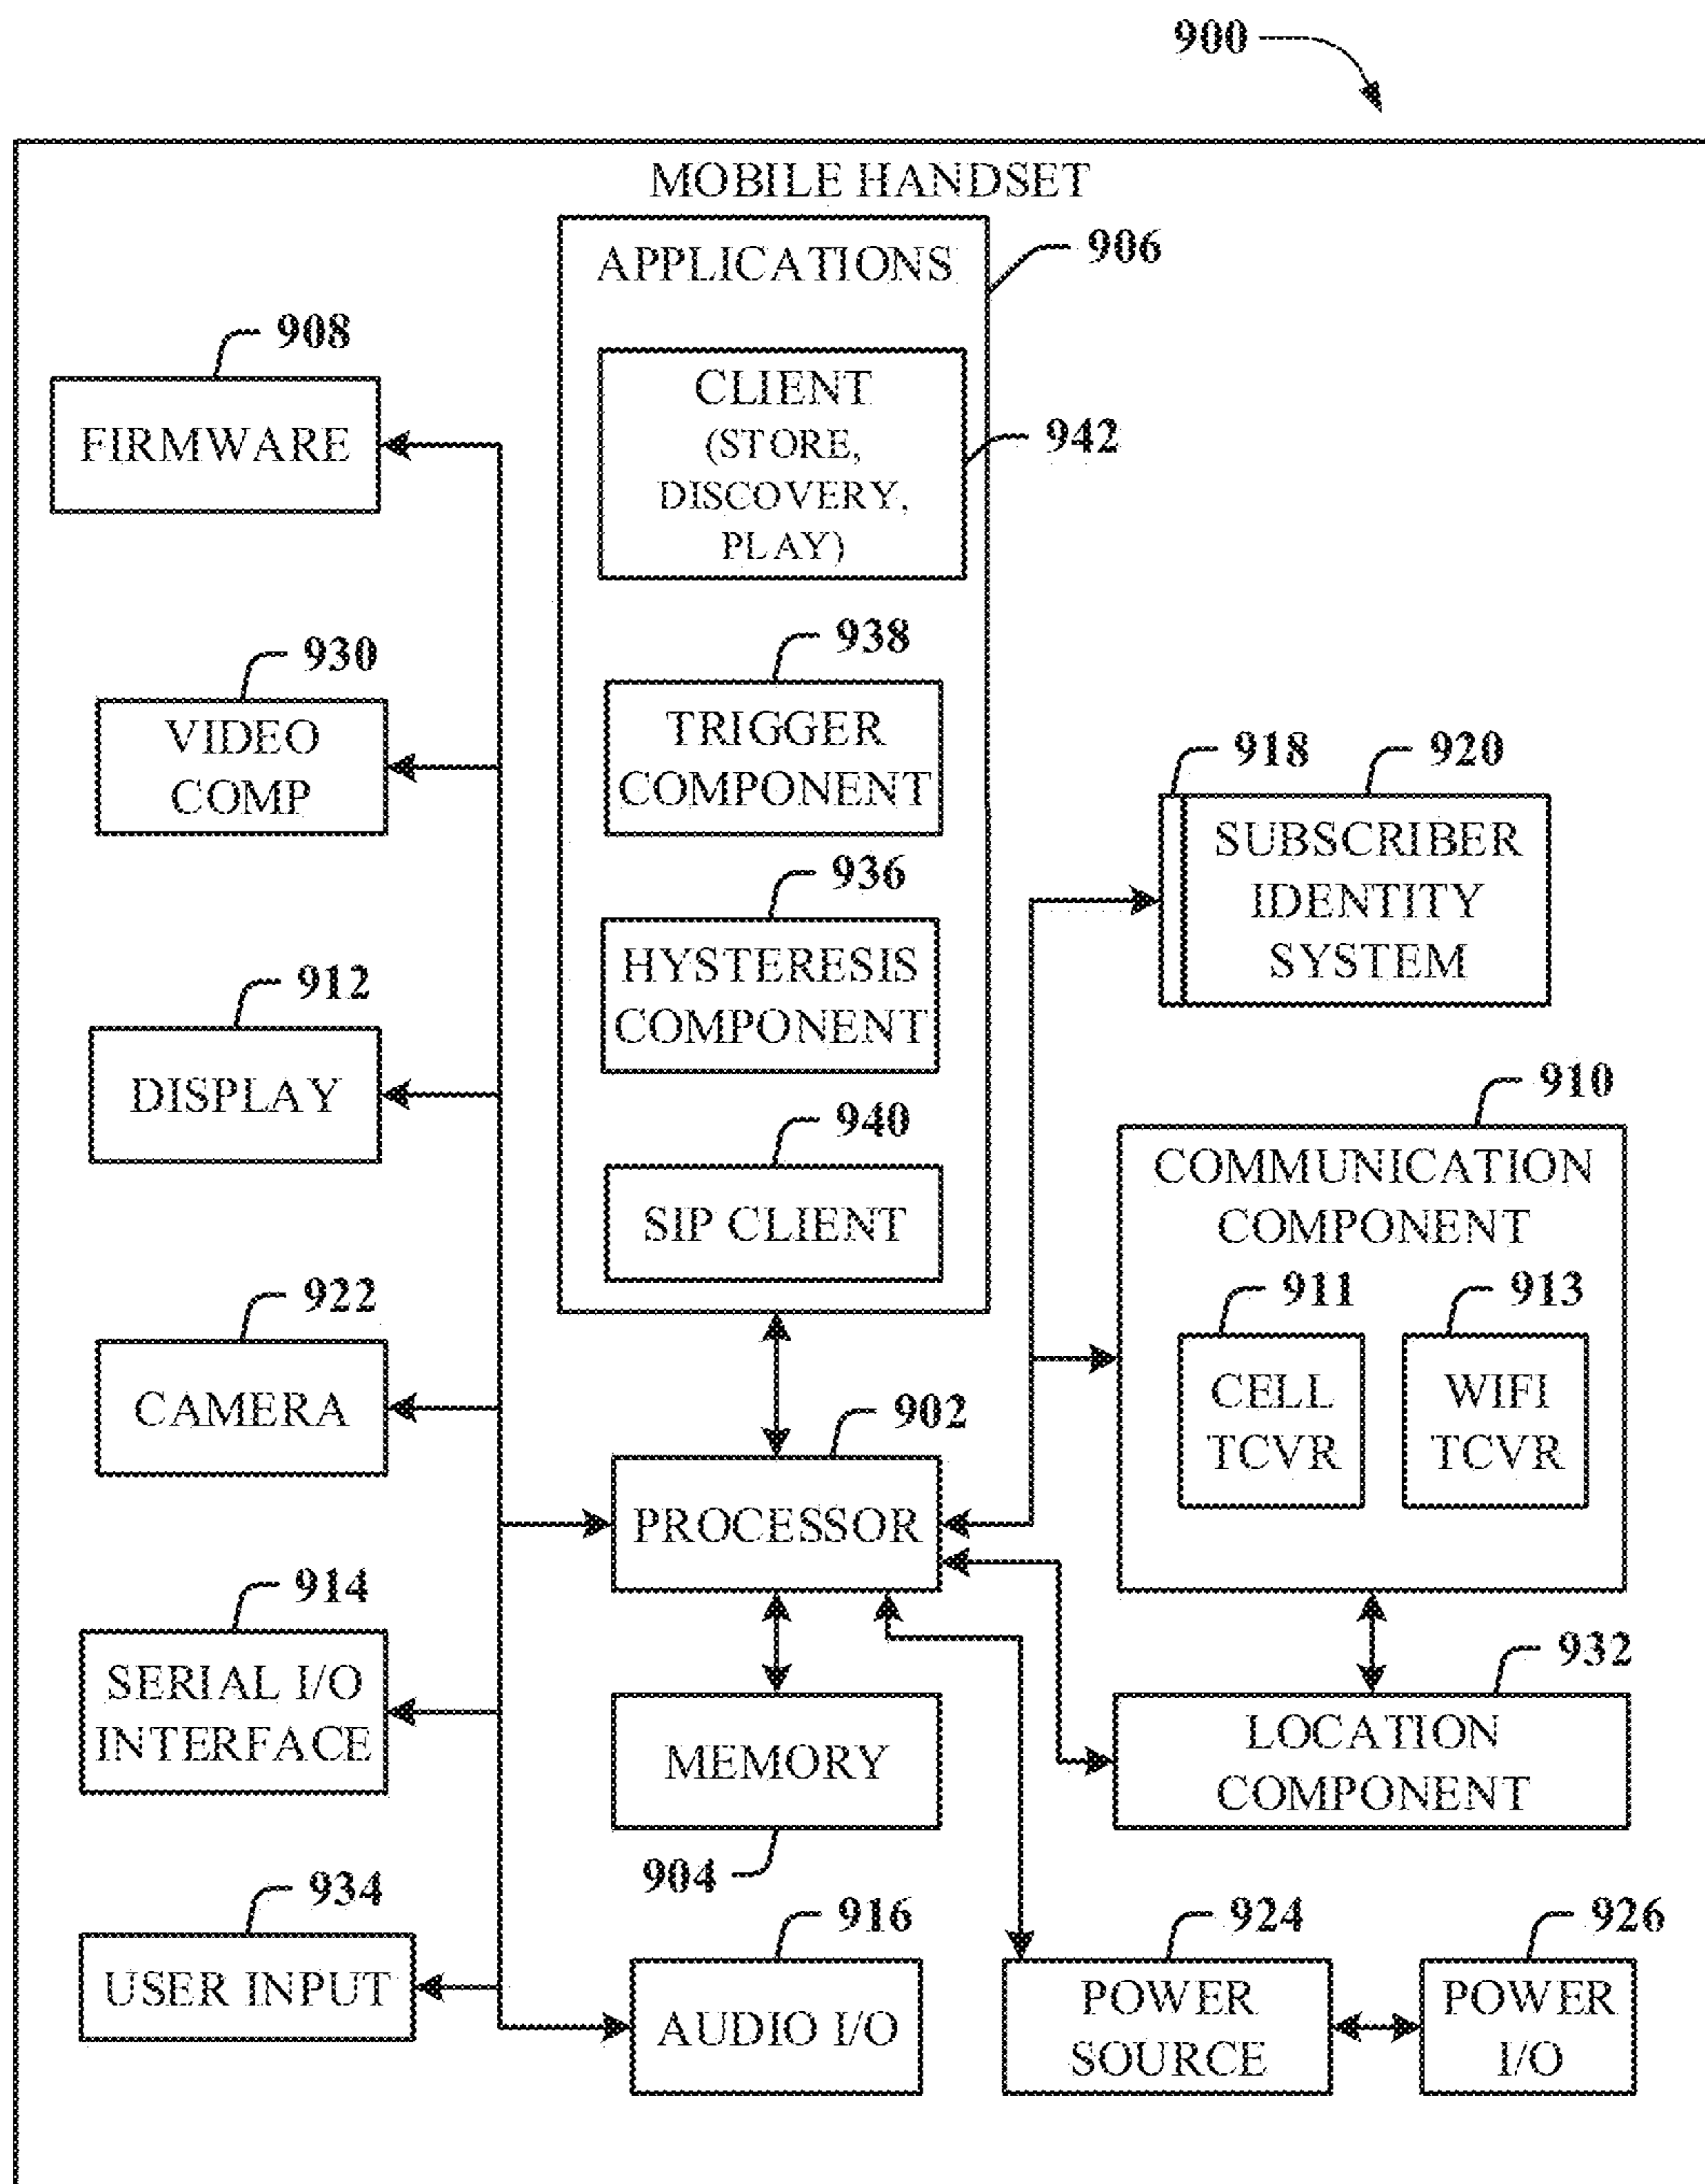 900
MOBILE HANDSET
APPLICATIONS
906
CLIENT
(STORE,
DISCOVERY,
PLAY)
942
938
TRIGGER
COMPONENT
936
HYSTERESIS
COMPONENT
940
SIP CLIENT
908
FIRMWARE
930
VIDEO
COMP
912
DISPLAY
922
CAMERA
914
SERIAL I/O
INTERFACE
934
USER INPUT
918
920
SUBSCRIBER
IDENTITY
SYSTEM
910
COMMUNICATION
COMPONENT
911
CELL
TCVR
913
WIFI
TCVR
902
PROCESSOR
MEMORY
904
932
LOCATION
COMPONENT
916
AUDIO I/O
924
POWER
SOURCE
926
POWER
I/O